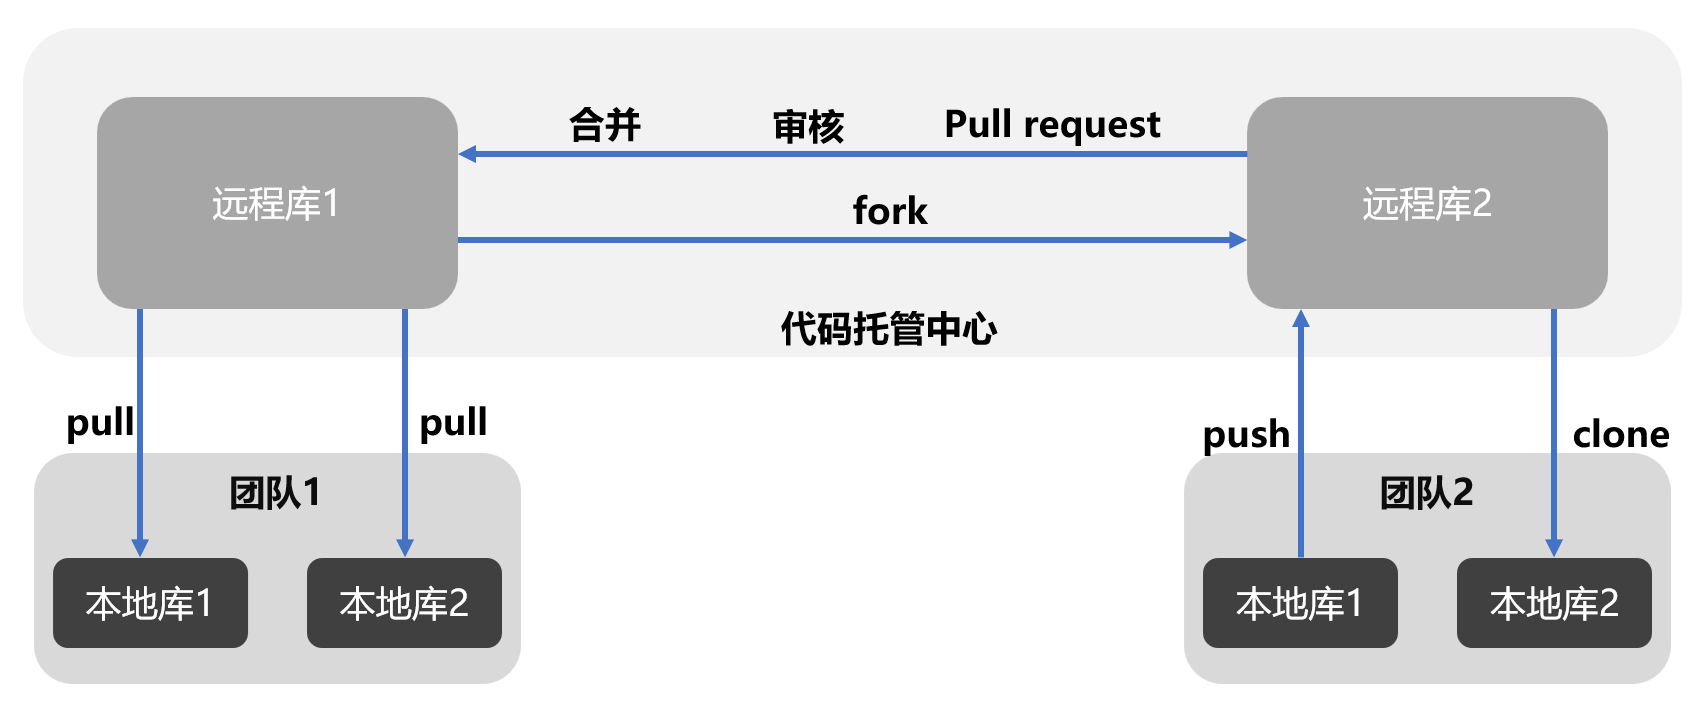 合并 审核 Pull request
远程库1
远程库2
fork
代码托管中心
pull
pull
push
clone
团队1
团队2
本地库1
本地库2
本地库1
本地库2